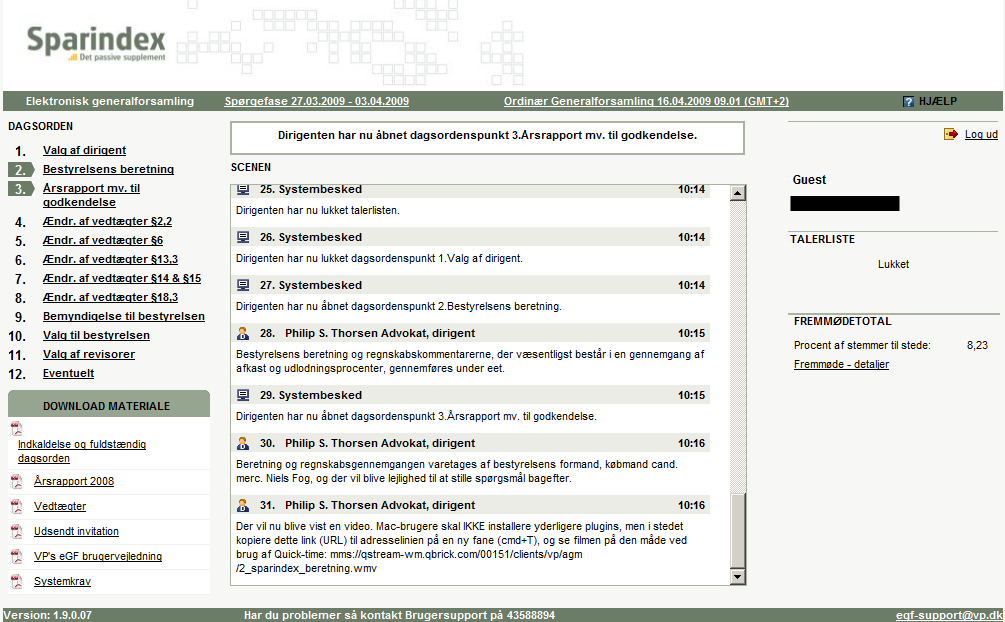 Sparindex
Det passive supplement
Elektronisk generalforsamling
Spørgefase 27.03.2009 - 03.04.2009
Ordinær Generalforsamling 16.04.2009 09.01 (GMT+2)
HJÆLP
DAGSORDEN
1. Valg af dirigent
2. Bestyrelsens beretning
3. Årsrapport mv. til
godkendelse
4. Ændr. af vedtægter §2,2
5. Ændr. af vedtægter §6
6. Ændr. af vedtægter §13,3
7. Ændr. af vedtægter §14 & §15
8. Ændr. af vedtægter §18,3
9. Bemyndigelse til bestyrelsen
10. Valg til bestyrelsen
11. Valg af revisorer
12. Eventuelt
DOWNLOAD MATERIALE
Indkaldelse og fuldstændig
dagsorden
Årsrapport 2008
Vedtægter
Udsendt invitation
VP's eGF brugervejledning
Systemkrav
Dirigenten har nu åbnet dagsordenspunkt 3.Årsrapport mv. til godkendelse.
SCENEN
25. Systembesked 10:14
Dirigenten har nu lukket talerlisten.
26. Systembesked 10:14
Dirigenten har nu lukket dagsordenspunkt 1.Valg af dirigent.
27. Systembesked 10:14
Dirigenten har nu åbnet dagsordenspunkt 2.Bestyrelsens beretning.
28. Philip S. Thorsen Advokat, dirigent 10:15
Bestyrelsens beretning og regnskabskommentarerne, der væsentligst består i en gennemgang af
afkast og udlodningsprocenter, gennemføres under eet.
29. Systembesked 10:15
Dirigenten har nu åbnet dagsordenspunkt 3.Årsrapport mv. til godkendelse.
30. Philip S. Thorsen Advokat, dirigent 10:16
Beretning og regnskabsgennemgangen varetages af bestyrelsens formand, købmand cand.
merc. Niels Fog, og der vil blive lejlighed til at stille spørgsmål bagefter.
31. Philip S. Thorsen Advokat, dirigent 10:16
Der vil nu blive vist en video. Mac-brugere skal IKKE installere yderligere plugins, men i stedet
kopiere dette link (URL) til adresselinien på en ny fane (cmd+T), og se filmen på den måde ved
brug af Quick-time: mms://qstream-wm.qbrick.com/00151/clients/vp/agm
/2_sparindex_beretning.wmv
Log ud
Guest
TALERLISTE
Lukket
FREMMØDETOTAL
Procent af stemmer til stede: 8,23
Fremmøde - detaljer
Version: 1.9.0.07
Har du problemer så kontakt Brugersupport på 43588894
egf-support@vp.dk